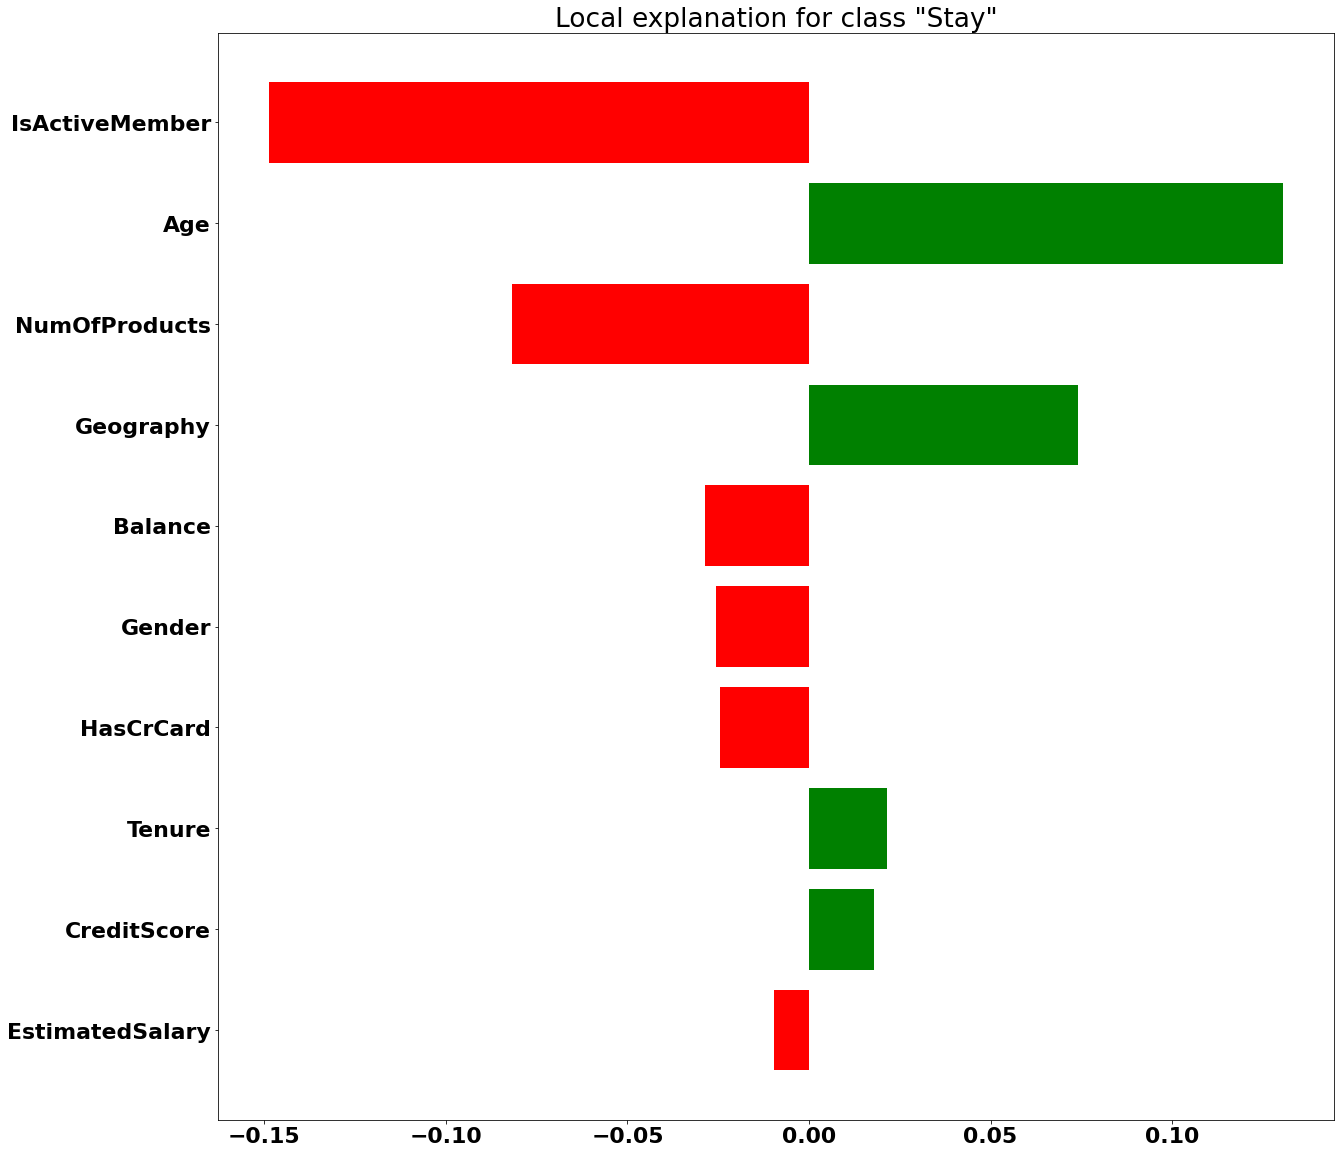 Local explanation for class "Stay"
IsActiveMember
Age
NumOfProducts
Geography
Balance
Gender
HasCrCard
Tenure
CreditScore
EstimatedSalary
−0.15 −0.10 −0.05 0.00 0.05 0.10